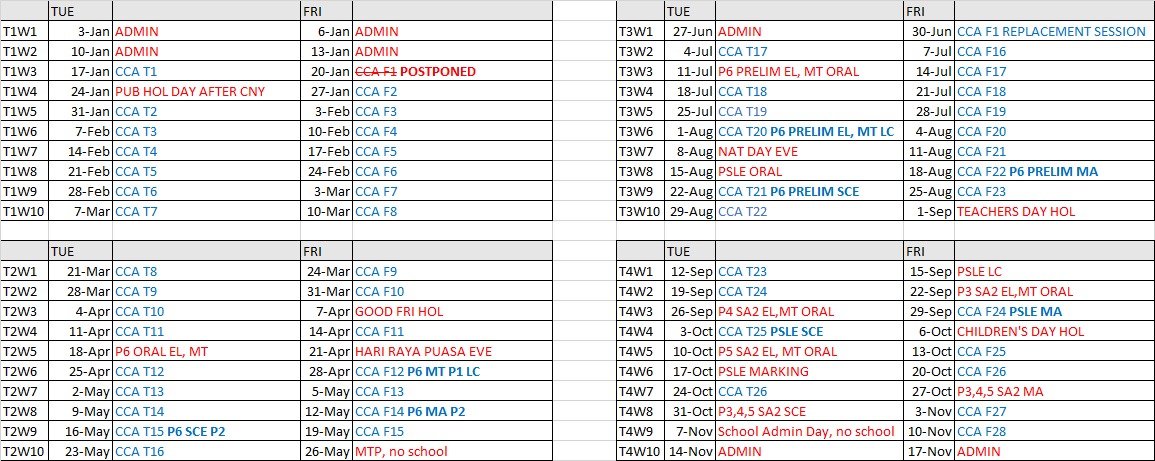 TUE FRI
T1W1 3-Jan ADMIN 6-Jan ADMIN
T1W2 10-Jan ADMIN 13-Jan ADMIN
T1W3 17-Jan CCA T1 20-Jan CCA F1 POSTPONED
T1W4 24-Jan PUB HOL DAY AFTER CNY 27-Jan CCA F2
T1W5 31-Jan CCA T2 3-Feb CCA F3
T1W6 7-Feb CCA T3 10-Feb CCA F4
T1W7 14-Feb CCA T4 17-Feb CCA F5
T1W8 21-Feb CCA T5 24-Feb CCA F6
T1W9 28-Feb CCA T6 3-Mar CCA F7
T1W10 7-Mar CCA T7 10-Mar CCA F8
TUE FRI
T2W1 21-Mar CCA T8 24-Mar CCA F9
T2W2 28-Mar CCA T9 31-Mar CCA F10
T2W3 4-Apr CCA T10 7-Apr GOOD FRI HOL
T2W4 11-Apr CCA T11 14-Apr CCA F11
T2W5 18-Apr P6 ORAL EL, MT 21-Apr HARI RAYA PUASA EVE
T2W6 25-Apr CCA T12 28-Apr CCA F12 P6 MT P1 LC
T2W7 2-May CCA T13 5-May CCA F13
T2W8 9-May CCA T14 12-May CCA F14 P6 MA P2
T2W9 16-May CCA T15 P6 SCE P2 19-May CCA F15
T2W10 23-May CCA T16 26-May MTP, no school
TUE FRI
T3W1 27-Jun ADMIN 30-Jun CCA F1 REPLACEMENT SESSION
T3W2 4-Jul CCA T17 7-Jul CCA F16
T3W3 11-Jul P6 PRELIM EL, MT ORAL 14-Jul CCA F17
T3W4 18-Jul CCA T18 21-Jul CCA F18
T3W5 25-Jul CCA T19 28-Jul CCA F19
T3W6 1-Aug CCA T20 P6 PRELIM EL, MT LC 4-Aug CCA F20
T3W7 8-Aug NAT DAY EVE 11-Aug CCA F21
T3W8 15-Aug PSLE ORAL 18-Aug CCA F22 P6 PRELIM MA
T3W9 22-Aug CCA T21 P6 PRELIM SCE 25-Aug CCA F23
T3W10 29-Aug CCA T22 1-Sep TEACHERS DAY HOL
TUE FRI
T4W1 12-Sep CCA T23 15-Sep PSLE LC
T4W2 19-Sep CCA T24 22-Sep P3 SA2 EL,MT ORAL
T4W3 26-Sep P4 SA2 EL,MT ORAL 29-Sep CCA F24 PSLE MA
T4W4 3-Oct CCA T25 PSLE SCE 6-Oct CHILDREN'S DAY HOL
T4W5 10-Oct P5 SA2 EL, MT ORAL 13-Oct CCA F25
T4W6 17-Oct PSLE MARKING 20-Oct CCA F26
T4W7 24-Oct CCA T26 27-Oct P3,4,5 SA2 MA
T4W8 31-Oct P3,4,5 SA2 SCE 3-Nov CCA F27
T4W9 7-Nov School Admin Day, no school 10-Nov CCA F28
T4W10 14-Nov ADMIN 17-Nov ADMIN